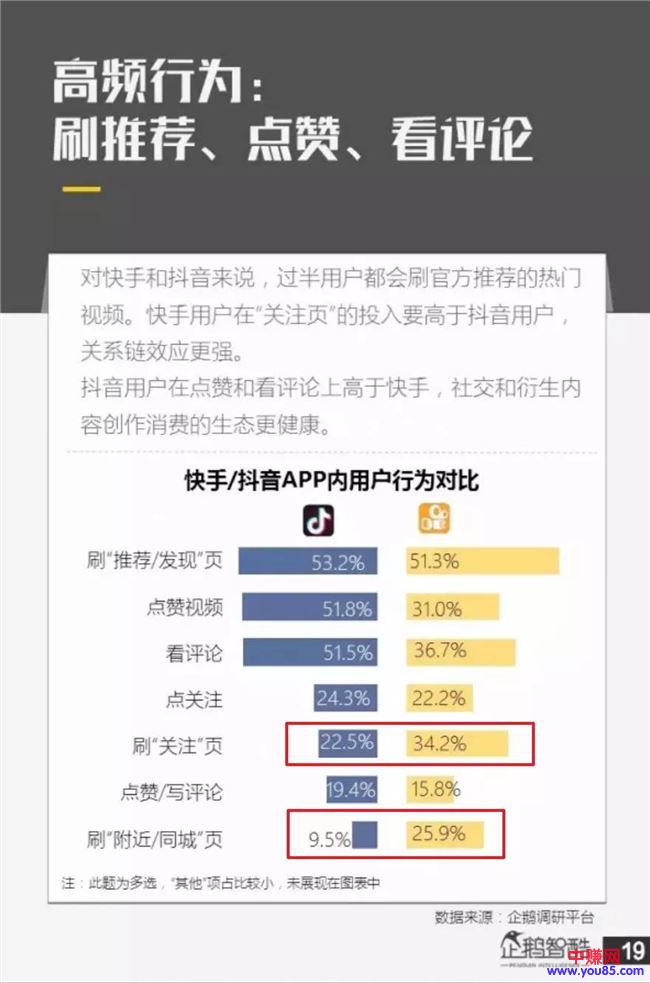 高频行为：
刷推荐、点赞、看评论
对快手和抖音来说，过半用户都会刷官方推荐的热门
视频。快手用户在“关注页”的投入要高于抖音用户，
关系链效应更强。
抖音用户在点赞和看评论上高于快手，社交和衍生内
容创作消费的生态更健康。
快手/抖音APP内用户行为对比
刷“推荐/发现”页 53.2% 51.3%
点赞视频 51.8% 31.0%
看评论 51.5% 36.7%
点关注 24.3% 22.2%
刷“关注”页 22.5% 34.2%
点赞/写评论 19.4% 15.8%
刷“附近/同城”页 9.5% 25.9%
注：此题为多选，“其他”项占比较小，未展现在图表中
数据来源：企鹅调研平台
企鹅智酷
PENGUIN INTELLIGENCE
19
中赚网
www.you85.com